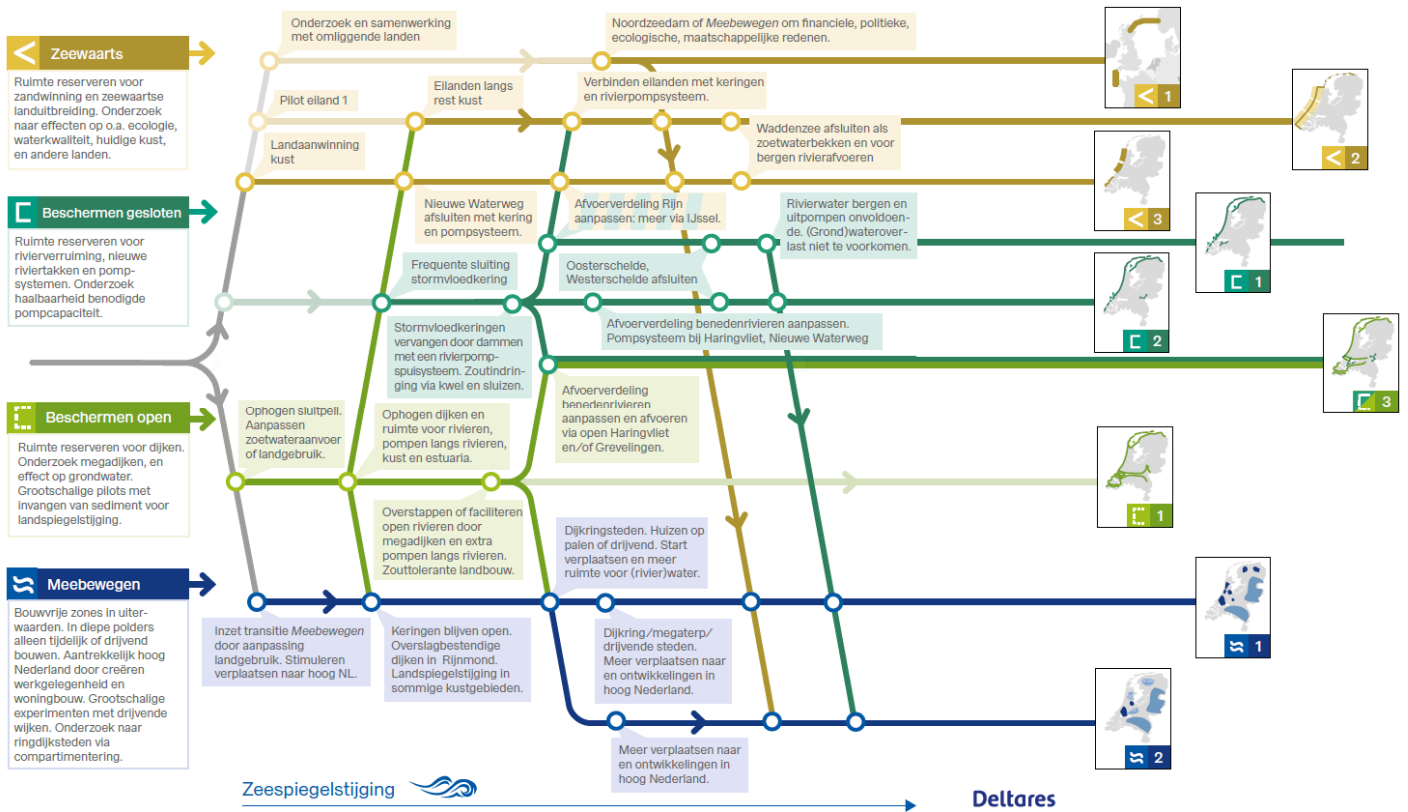 Zeewaarts
Ruimte reserveren voor
zandwinning en zeewaartse
landuitbreiding. Onderzoek
naar effecten op o.a. ecologie,
waterkwaliteit, huidige kust,
en andere landen.
Beschermen gesloten
Ruimte reserveren voor
rivierverruiming, nieuwe
riviertakken en pomp-
systemen. Onderzoek
haalbaarheid benodigde
pompcapaciteit.
Beschermen open
Ruimte reserveren voor dijken.
Onderzoek megadijken, en
effect op grondwater.
Grootschalige pilots met
invangen van sediment voor
landspiegelstijging.
Meebewegen
Bouwvrije zones in uiter-
waarden. In diepe polders
alleen tijdelijk of drijvend
bouwen. Aantrekkelijk hoog
Nederland door creëren
werkgelegenheid en
woningbouw. Grootschalige
experimenten met drijvende
wijken. Onderzoek naar
ringdijksteden via
compartimentering.
Onderzoek en samenwerking
met omliggende landen
Noordzeedam of Meebewegen om financiele, politieke,
ecologische, maatschappelijke redenen.
Pilot eiland 1
Eilanden langs
rest kust
Verbinden eilanden met keringen
en rivierpompsysteem.
Landaanwinning
kust
Waddenzee afsluiten als
zoetwaterbekken en voor
bergen rivierafvoeren
Nieuwe Waterweg
afsluiten met kering
en pompsysteem.
Afvoerverdeling Rijn
aanpassen: meer via IJssel.
Rivierwater bergen en
uitpompen onvoldoen-
de. (Grond)waterover-
last niet te voorkomen.
Frequente sluiting
stormvloedkering
Oosterschelde,
Westerschelde afsluiten
Stormvloedkeringen
vervangen door dammen
met een rivierpomp-
spuisysteem. Zoutindrin-
ging via kwel en sluizen.
Afvoerverdeling benedenrivieren aanpassen.
Pompsysteem bij Haringvliet, Nieuwe Waterweg
Ophogen sluitpeil.
Aanpassen
zoetwateraanvoer
of landgebruik.
Ophogen dijken en
ruimte voor rivieren,
pompen langs rivieren,
kust en estuaria.
Afvoerverdeling
benedenrivieren
aanpassen en afvoeren
via open Haringvliet
en/of Grevelingen.
Overstappen of faciliteren
open rivieren door
megadijken en extra
pompen langs rivieren.
Zouttolerante landbouw.
Dijkringsteden. Huizen op
palen of drijvend. Start
verplaatsen en meer
ruimte voor (rivier)water.
Inzet transitie Meebewegen
door aanpassing
landgebruik. Stimuleren
verplaatsen naar hoog NL.
Keringen blijven open.
Overslagbestendige
dijken in Rijnmond.
Landspiegelstijging in
sommige kustgebieden.
Dijkring/megaterp/
drijvende steden.
Meer verplaatsen naar
en ontwikkelingen in
hoog Nederland.
Meer verplaatsen naar
en ontwikkelingen in
hoog Nederland.
1
2
3
1
2
3
1
1
2
Zeespiegelstijging
Deltares